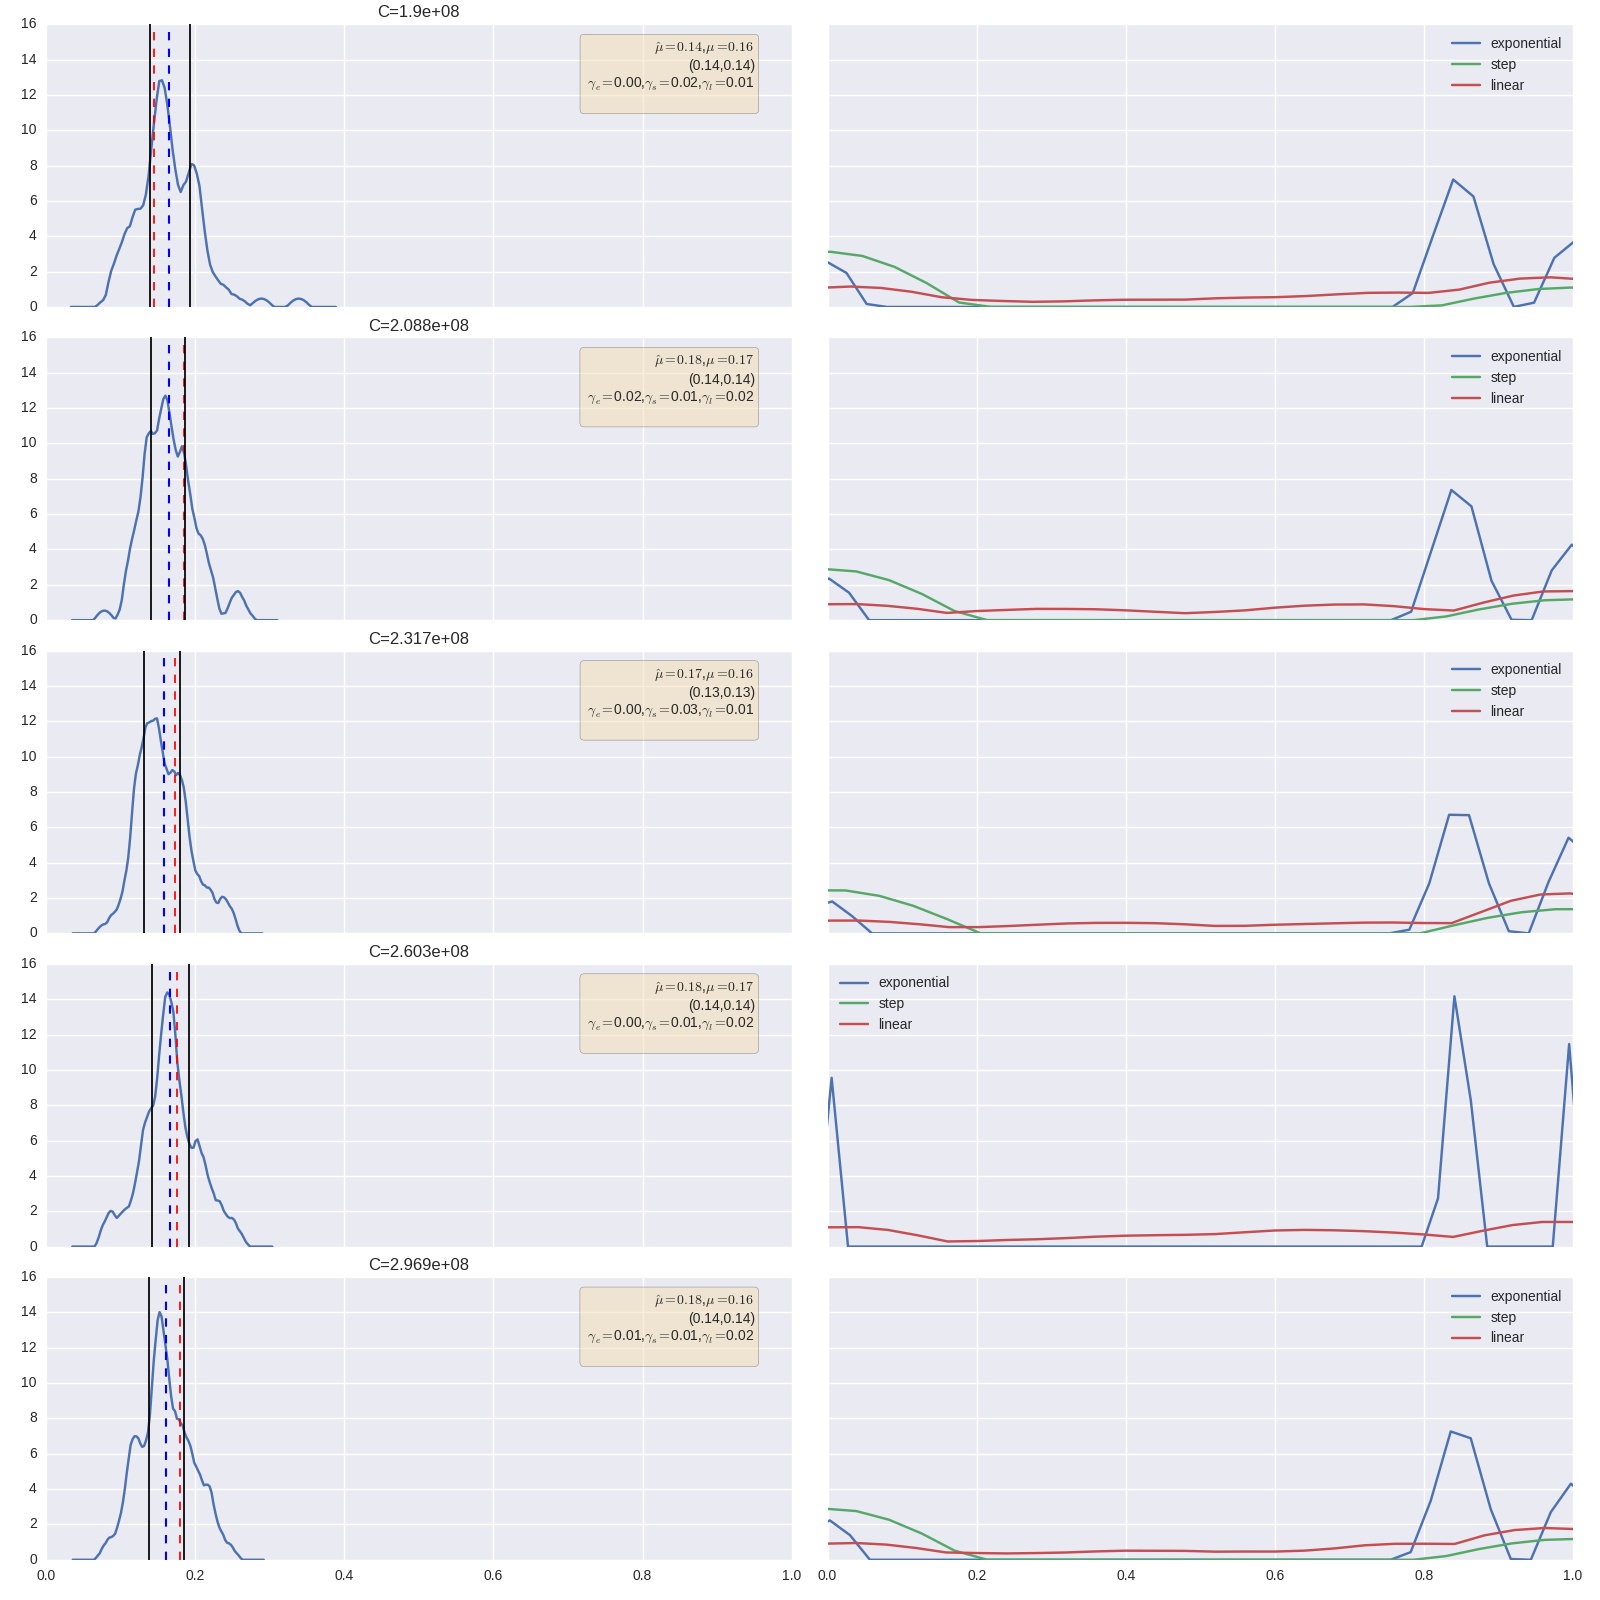 C=1.9e+08
16
14
12
10
8
6
4
2
0
μ̂=0.14,μ=0.16
(0.14,0.14)
γₑ=0.00,γₛ=0.02,γₗ=0.01
exponential
step
linear
C=2.088e+08
16
14
12
10
8
6
4
2
0
μ̂=0.18,μ=0.17
(0.14,0.14)
γₑ=0.02,γₛ=0.01,γₗ=0.02
exponential
step
linear
C=2.317e+08
16
14
12
10
8
6
4
2
0
μ̂=0.17,μ=0.16
(0.13,0.13)
γₑ=0.00,γₛ=0.03,γₗ=0.01
exponential
step
linear
C=2.603e+08
16
14
12
10
8
6
4
2
0
μ̂=0.18,μ=0.17
(0.14,0.14)
γₑ=0.00,γₛ=0.01,γₗ=0.02
exponential
step
linear
C=2.969e+08
16
14
12
10
8
6
4
2
0
μ̂=0.18,μ=0.16
(0.14,0.14)
γₑ=0.01,γₛ=0.01,γₗ=0.02
exponential
step
linear
0.0 0.2 0.4 0.6 0.8 1.0
0.0 0.2 0.4 0.6 0.8 1.0